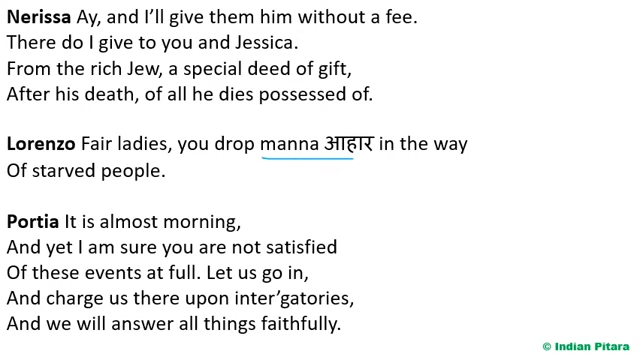 Nerissa Ay, and I’ll give them him without a fee.
There do I give to you and Jessica.
From the rich Jew, a special deed of gift,
After his death, of all he dies possessed of.
Lorenzo Fair ladies, you drop manna आहार in the way
Of starved people.
Portia It is almost morning,
And yet I am sure you are not satisfied
Of these events at full. Let us go in,
And charge us there upon inter’gatories,
And we will answer all things faithfully.
© Indian Pitara